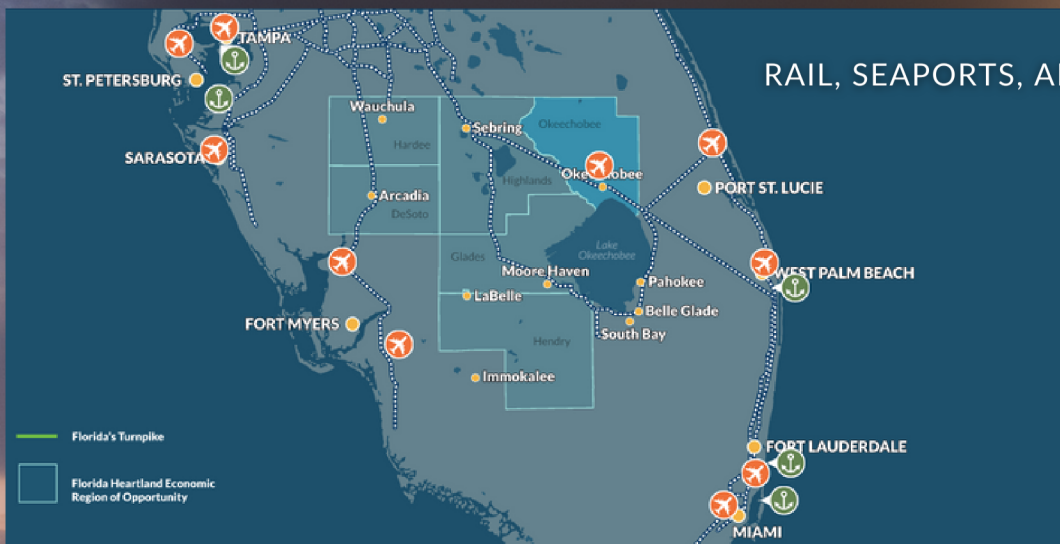 RAIL, SEAPORTS, A
TAMPA
ST. PETERSBURG
Wauchula
Sebring
Okeechobee
Hardee
SARASOTA
Highlands
Okeechobee
PORT ST. LUCIE
Arcadia
DeSoto
Lake
Okeechobee
Glades
Moore Haven
WEST PALM BEACH
Pahokee
LaBelle
Belle Glade
FORT MYERS
South Bay
Hendry
Immokalee
Florida's Turnpike
FORT LAUDERDALE
Florida Heartland Economic
Region of Opportunity
MIAMI